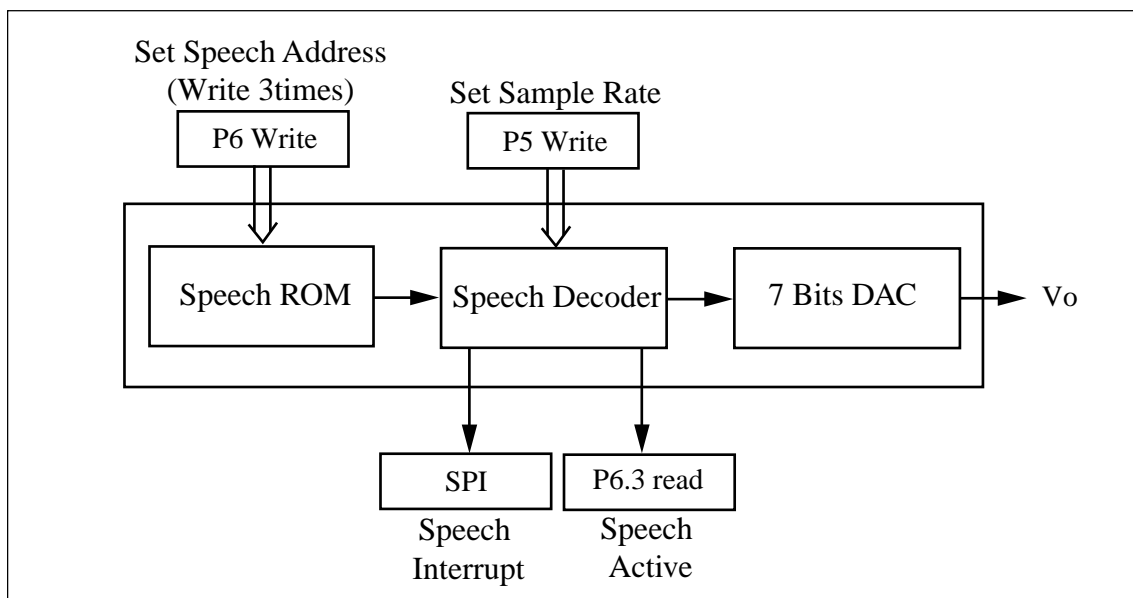 Set Speech Address
(Write 3times)
P6 Write
Set Sample Rate
P5 Write
Speech ROM
Speech Decoder
7 Bits DAC
Vo
SPI
Speech
Interrupt
P6.3 read
Speech
Active